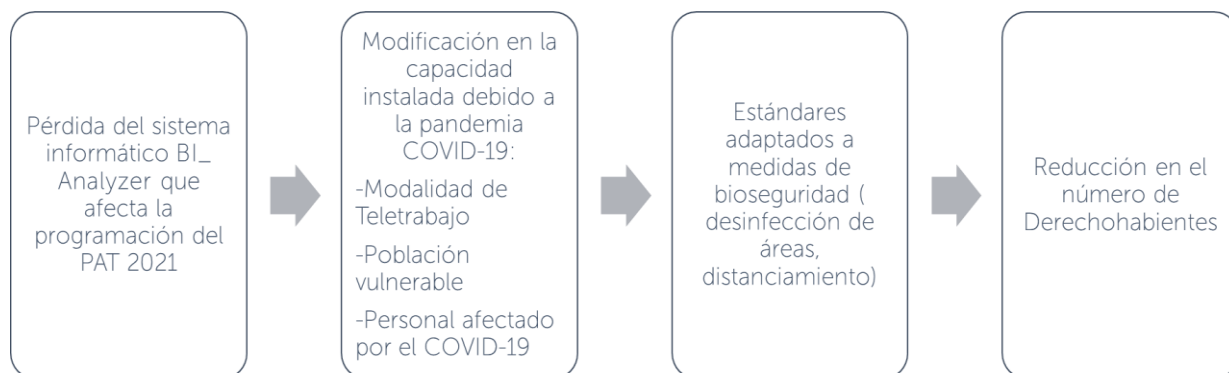 Pérdida del sistema
informático BI_
Analyzer que
afecta la
programación del
PAT 2021
Modificación en la
capacidad
instalada debido a
la pandemia
COVID-19:
-Modalidad de
Teletrabajo
-Población
vulnerable
-Personal afectado
por el COVID-19
Estándares
adaptados a
medidas de
bioseguridad (
desinfección de
áreas,
distanciamiento)
Reducción en el
número de
Derechohabientes